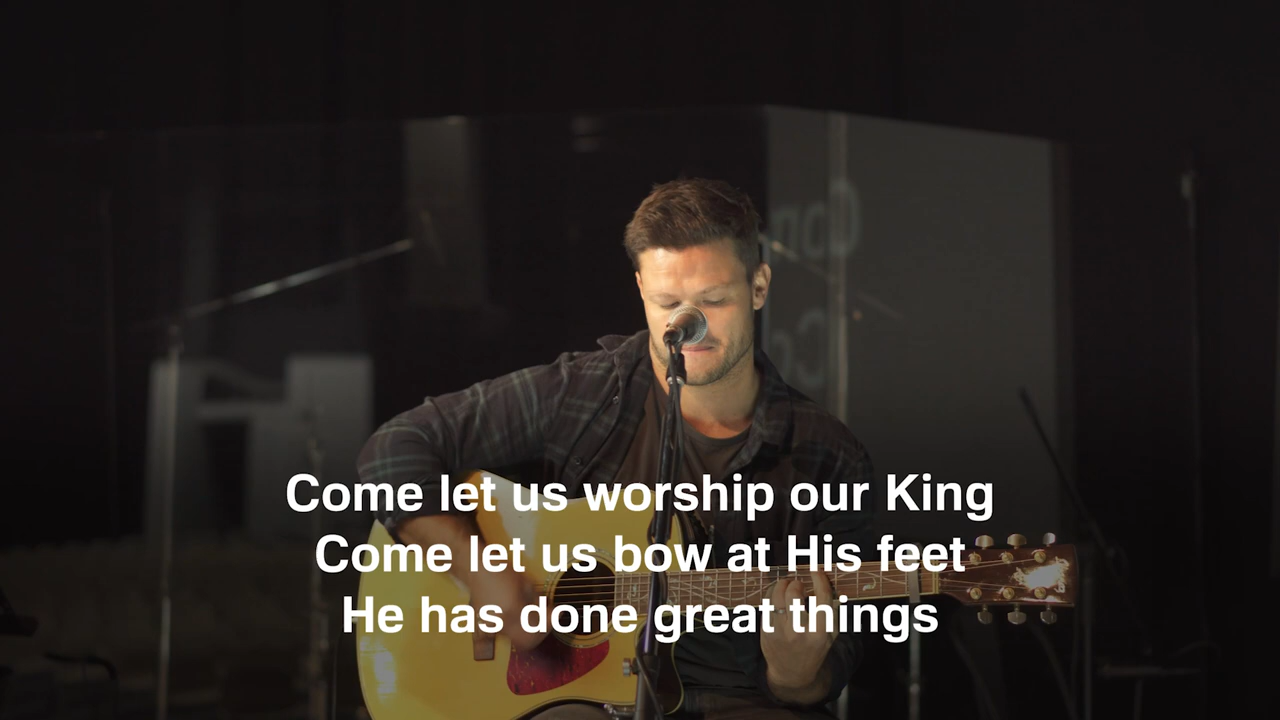 Come let us worship our King
Come let us bow at His feet
He has done great things